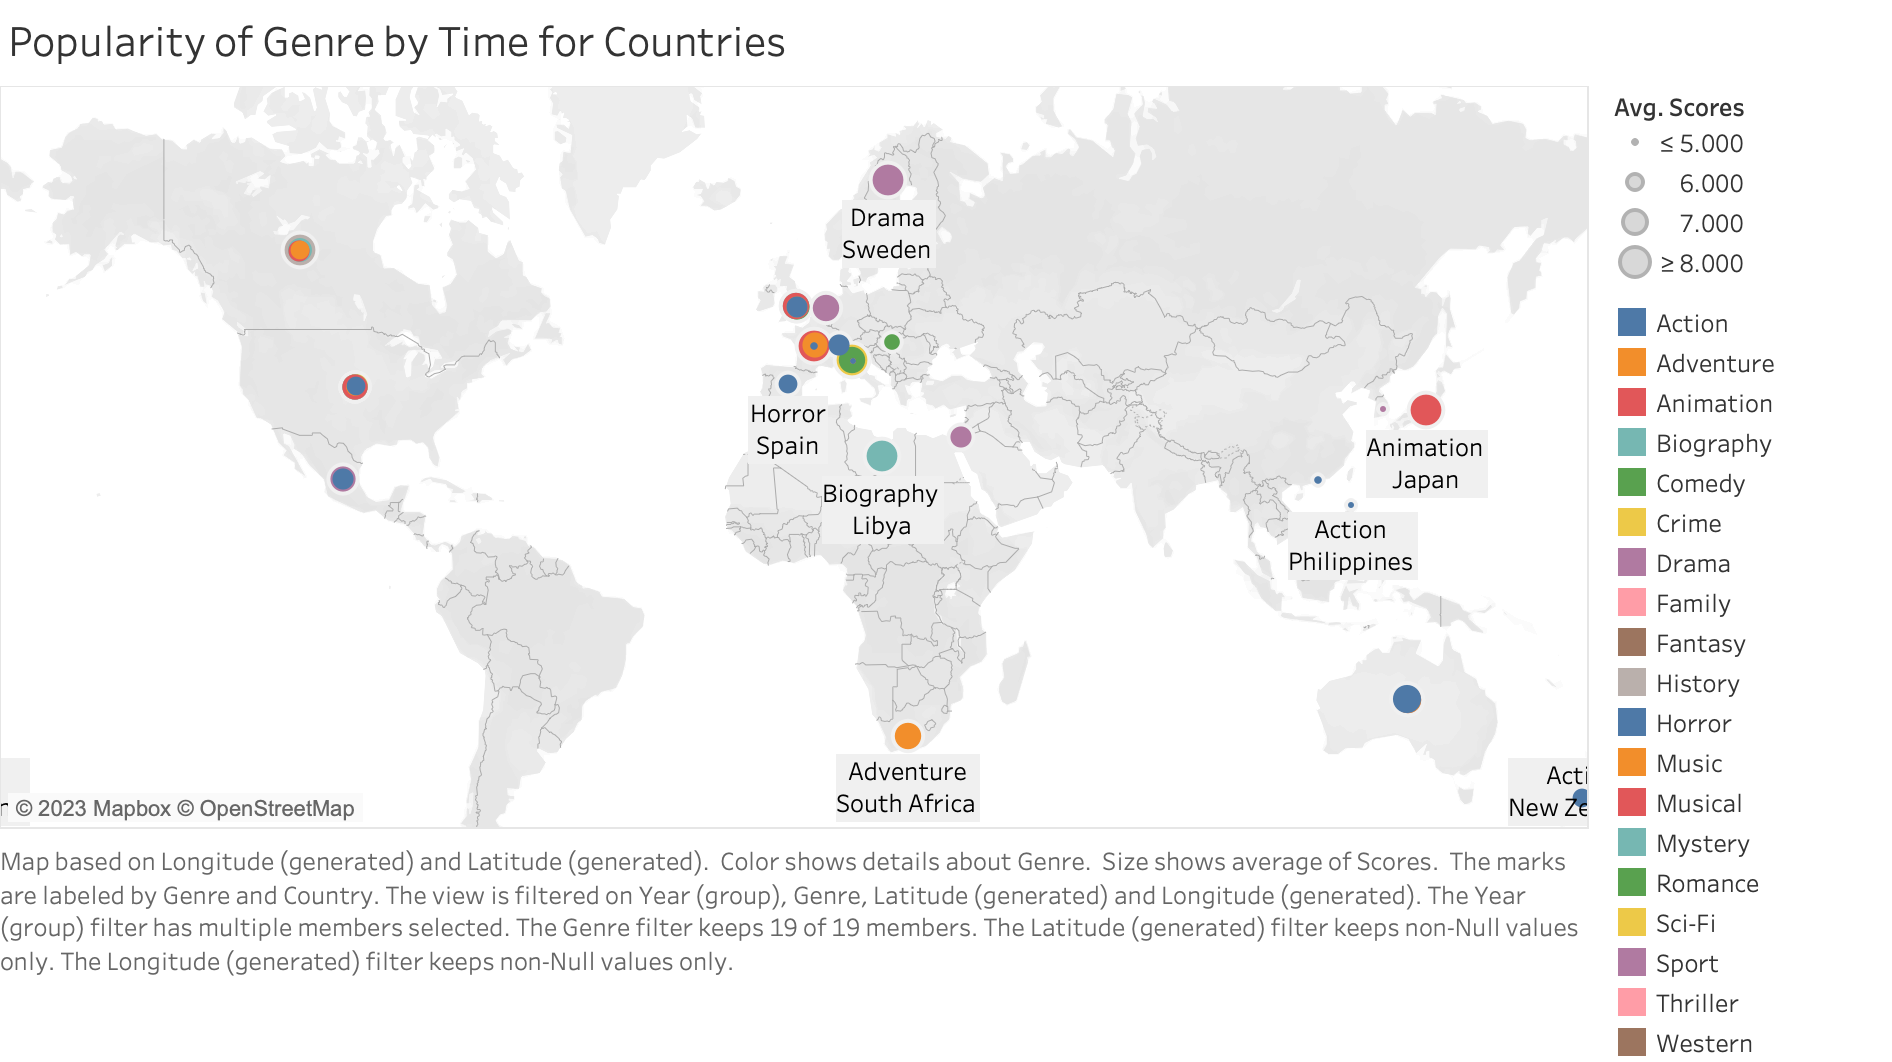 Popularity of Genre by Time for Countries
Drama
Sweden
Horror
Spain
Biography
Libya
Animation
Japan
Action
Philippines
Adventure
South Africa
Acti
New Ze
n
© 2023 Mapbox © OpenStreetMap
Avg. Scores
≤ 5.000
6.000
7.000
≥ 8.000
Action
Adventure
Animation
Biography
Comedy
Crime
Drama
Family
Fantasy
History
Horror
Music
Musical
Mystery
Romance
Sci-Fi
Sport
Thriller
Western
Map based on Longitude (generated) and Latitude (generated).  Color shows details about Genre.  Size shows average of Scores.  The marks
are labeled by Genre and Country. The view is filtered on Year (group), Genre, Latitude (generated) and Longitude (generated). The Year
(group) filter has multiple members selected. The Genre filter keeps 19 of 19 members. The Latitude (generated) filter keeps non-Null values
only. The Longitude (generated) filter keeps non-Null values only.